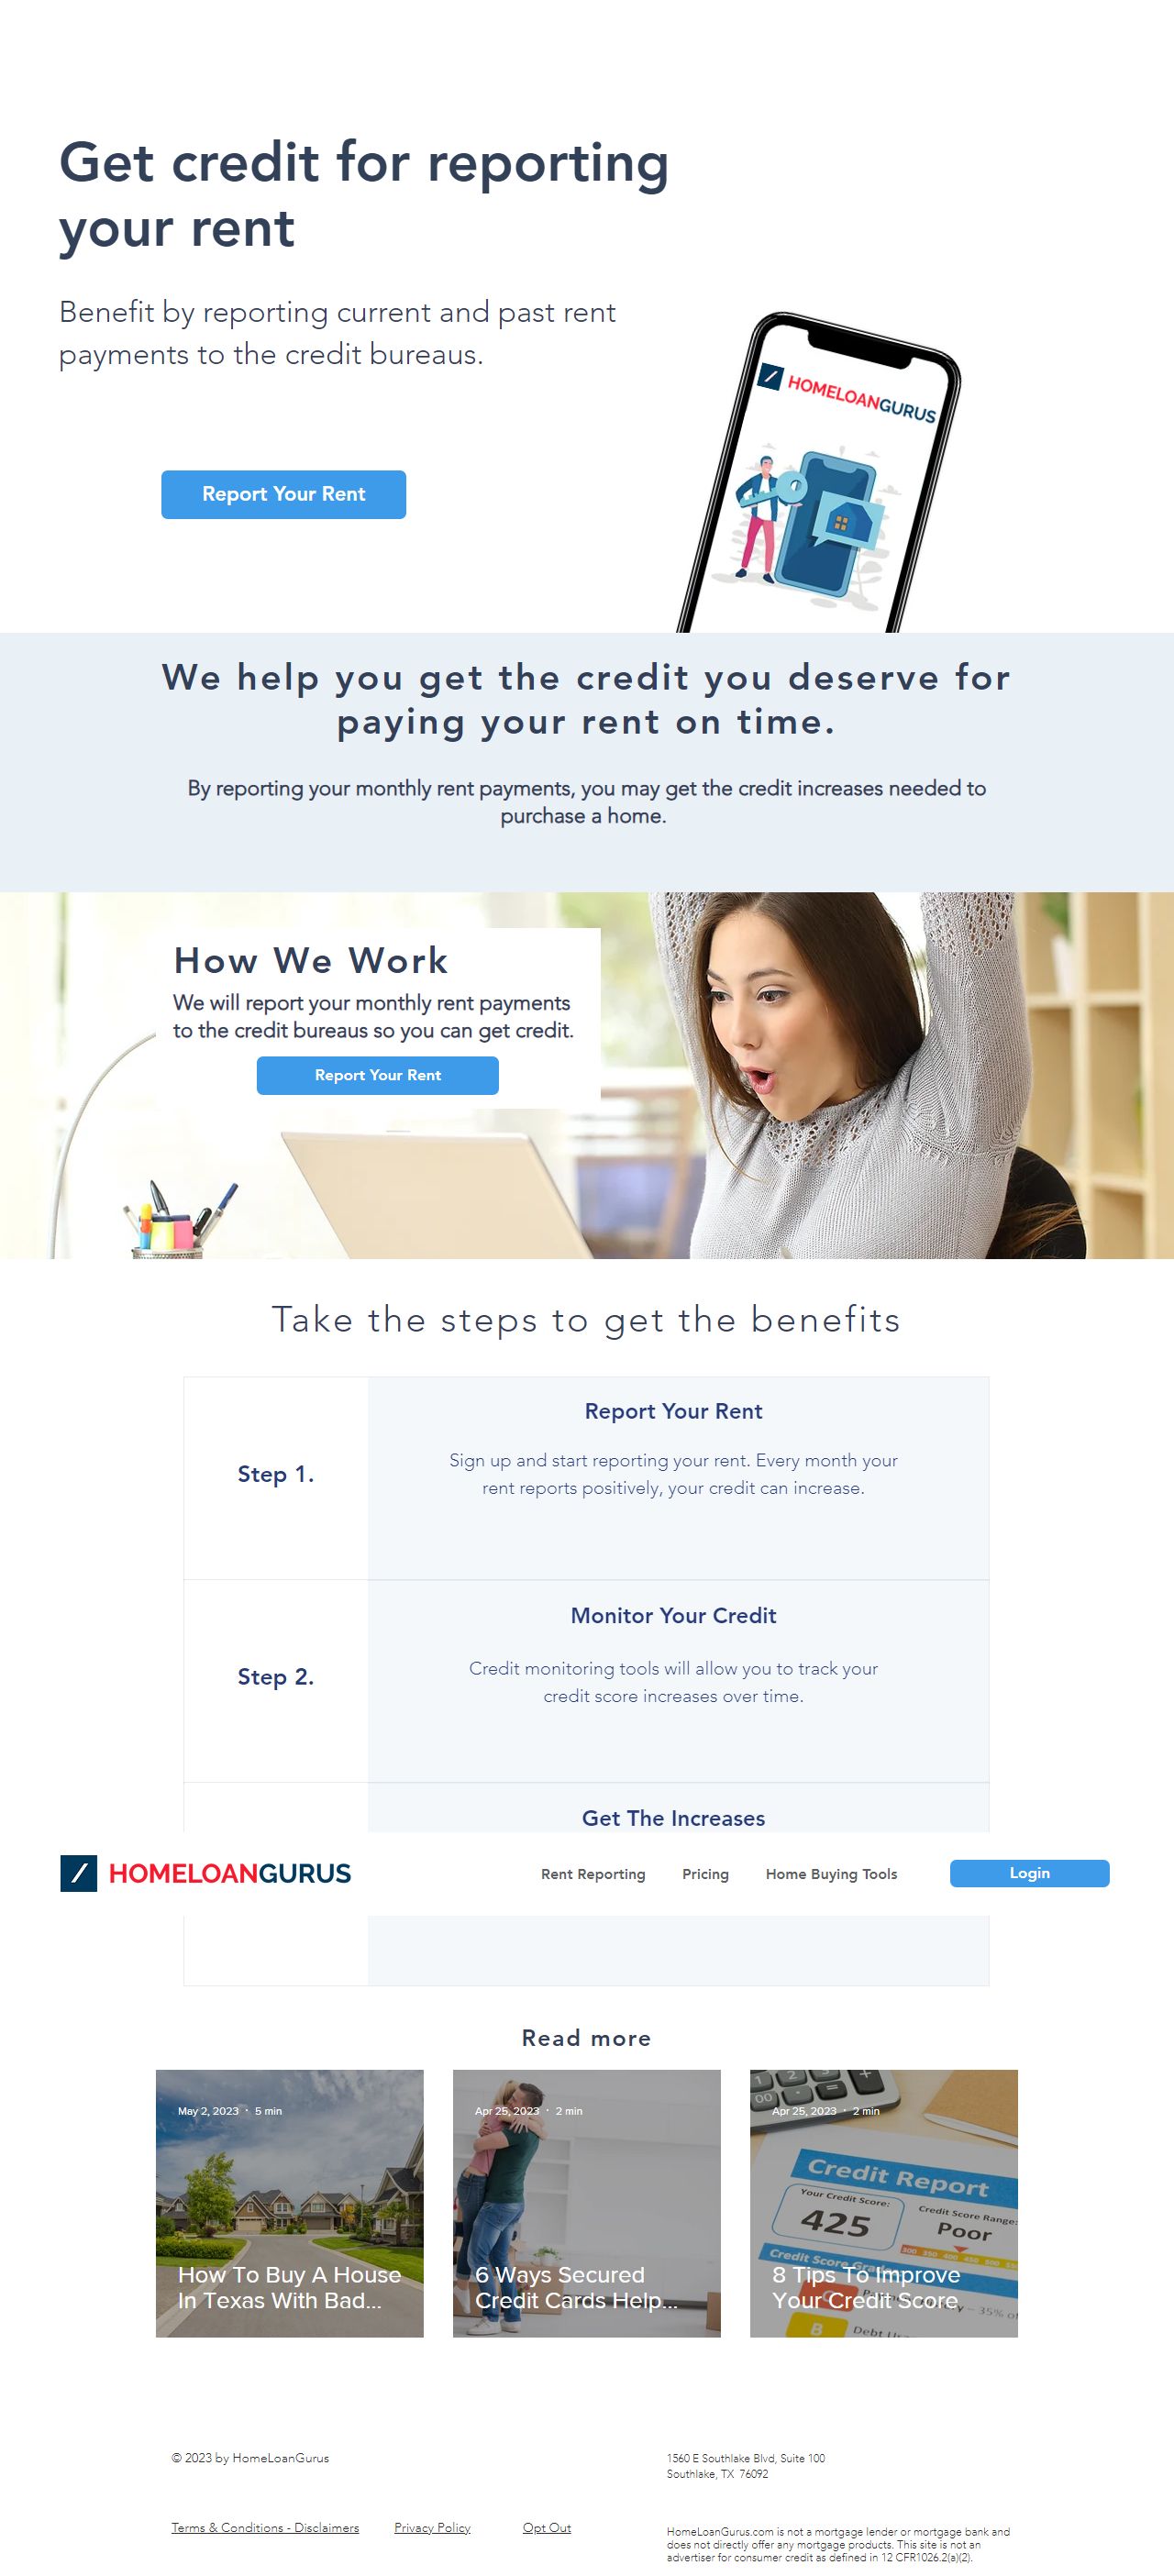 Get credit for reporting
your rent
Benefit by reporting current and past rent
payments to the credit bureaus.
HOMELOANGURUS
Report Your Rent
We help you get the credit you deserve for
paying your rent on time.
By reporting your monthly rent payments, you may get the credit increases needed to
purchase a home.
How We Work
We will report your monthly rent payments
to the credit bureaus so you can get credit.
Report Your Rent
Take the steps to get the benefits
Step 1.
Report Your Rent
Sign up and start reporting your rent. Every month your
rent reports positively, your credit can increase.
Step 2.
Monitor Your Credit
Credit monitoring tools will allow you to track your
credit score increases over time.
Get The Increases
HOMELOANGURUS
Rent Reporting Pricing Home Buying Tools Login
Read more
May 2, 2023 · 5 min
How To Buy A House
In Texas With Bad...
Apr 25, 2023 · 2 min
6 Ways Secured
Credit Cards Help...
Apr 25, 2023 · 2 min
Credit Report
Your Credit Score:
425
Credit Score Range:
Poor
8 Tips To Improve
Your Credit Score
35% of
B
© 2023 by HomeLoanGurus
1560 E Southlake Blvd, Suite 100
Southlake, TX 76092
Terms & Conditions - Disclaimers Privacy Policy Opt Out
HomeLoanGurus.com is not a mortgage lender or mortgage bank and
does not directly offer any mortgage products. This site is not an
advertiser for consumer credit as defined in 12 CFR1026.2(a)(2).